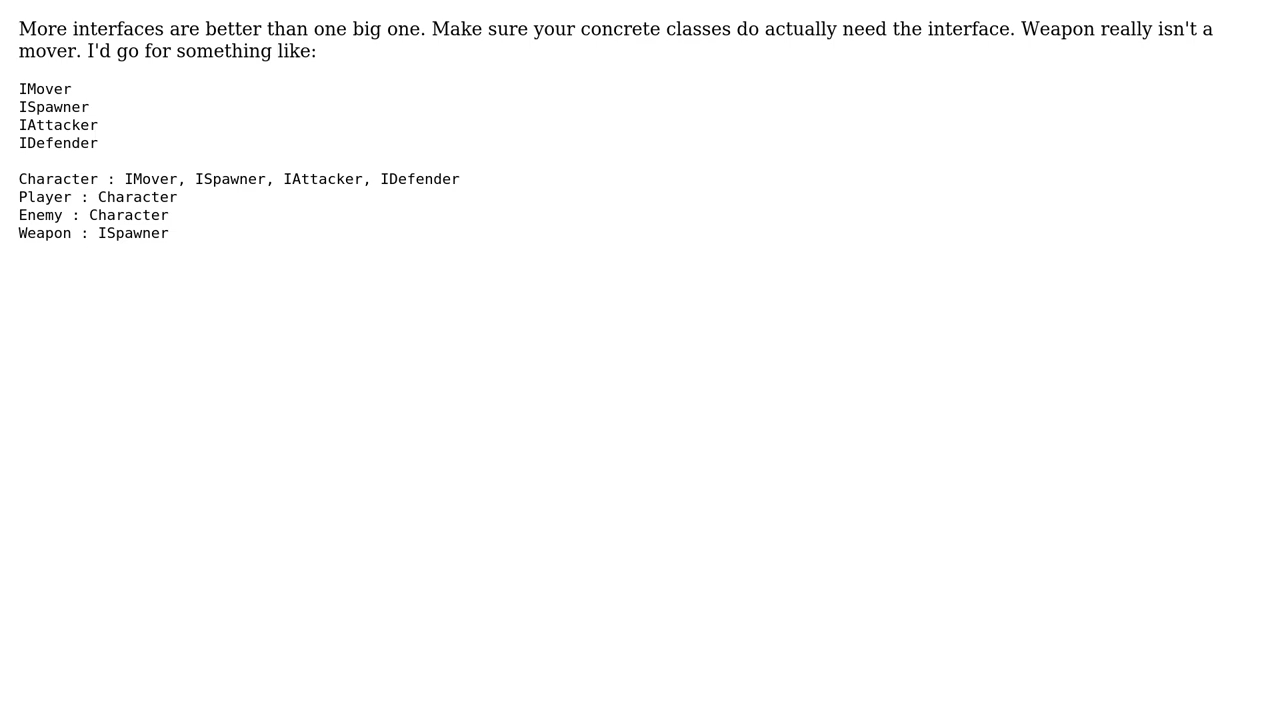 More interfaces are better than one big one. Make sure your concrete classes do actually need the interface. Weapon really isn't a
mover. I'd go for something like:
IMover
ISpawner
IAttacker
IDefender
Character : IMover, ISpawner, IAttacker, IDefender
Player : Character
Enemy : Character
Weapon : ISpawner